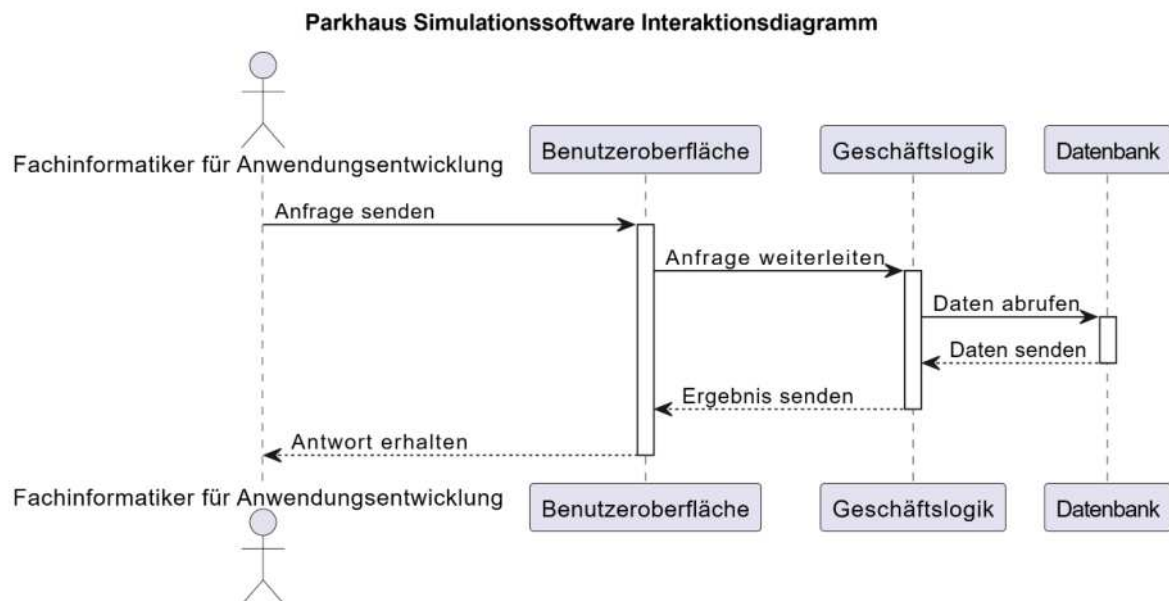 Parkhaus Simulationssoftware Interaktionsdiagramm
Fachinformatiker für Anwendungsentwicklung
Benutzeroberfläche
Geschäftslogik
Datenbank
Anfrage senden
Anfrage weiterleiten
Daten abrufen
Daten senden
Ergebnis senden
Antwort erhalten
Fachinformatiker für Anwendungsentwicklung
Benutzeroberfläche
Geschäftslogik
Datenbank